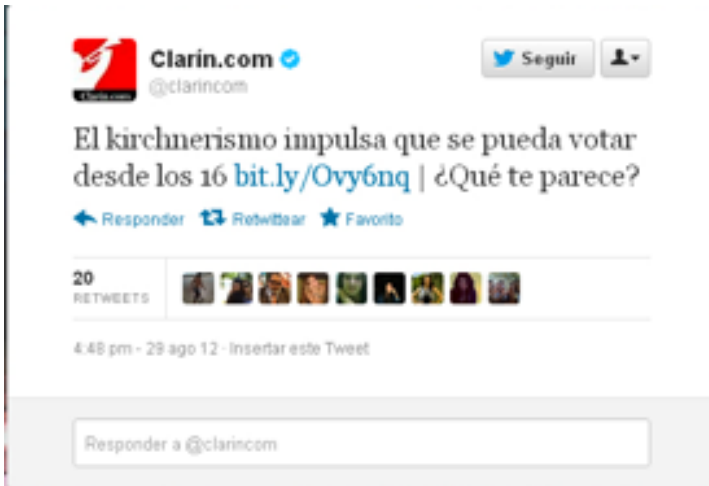 Clarin.com
Seguir
@clarincom
El kirchnerismo impulsa que se pueda votar
desde los 16 bit.ly/Ovy6nq | ¿Qué te parece?
Responder Retwittear Favorito
20
RETWEETS
4:48 pm - 29 ago 12 · Insertar este Tweet
Responder a @clarincom